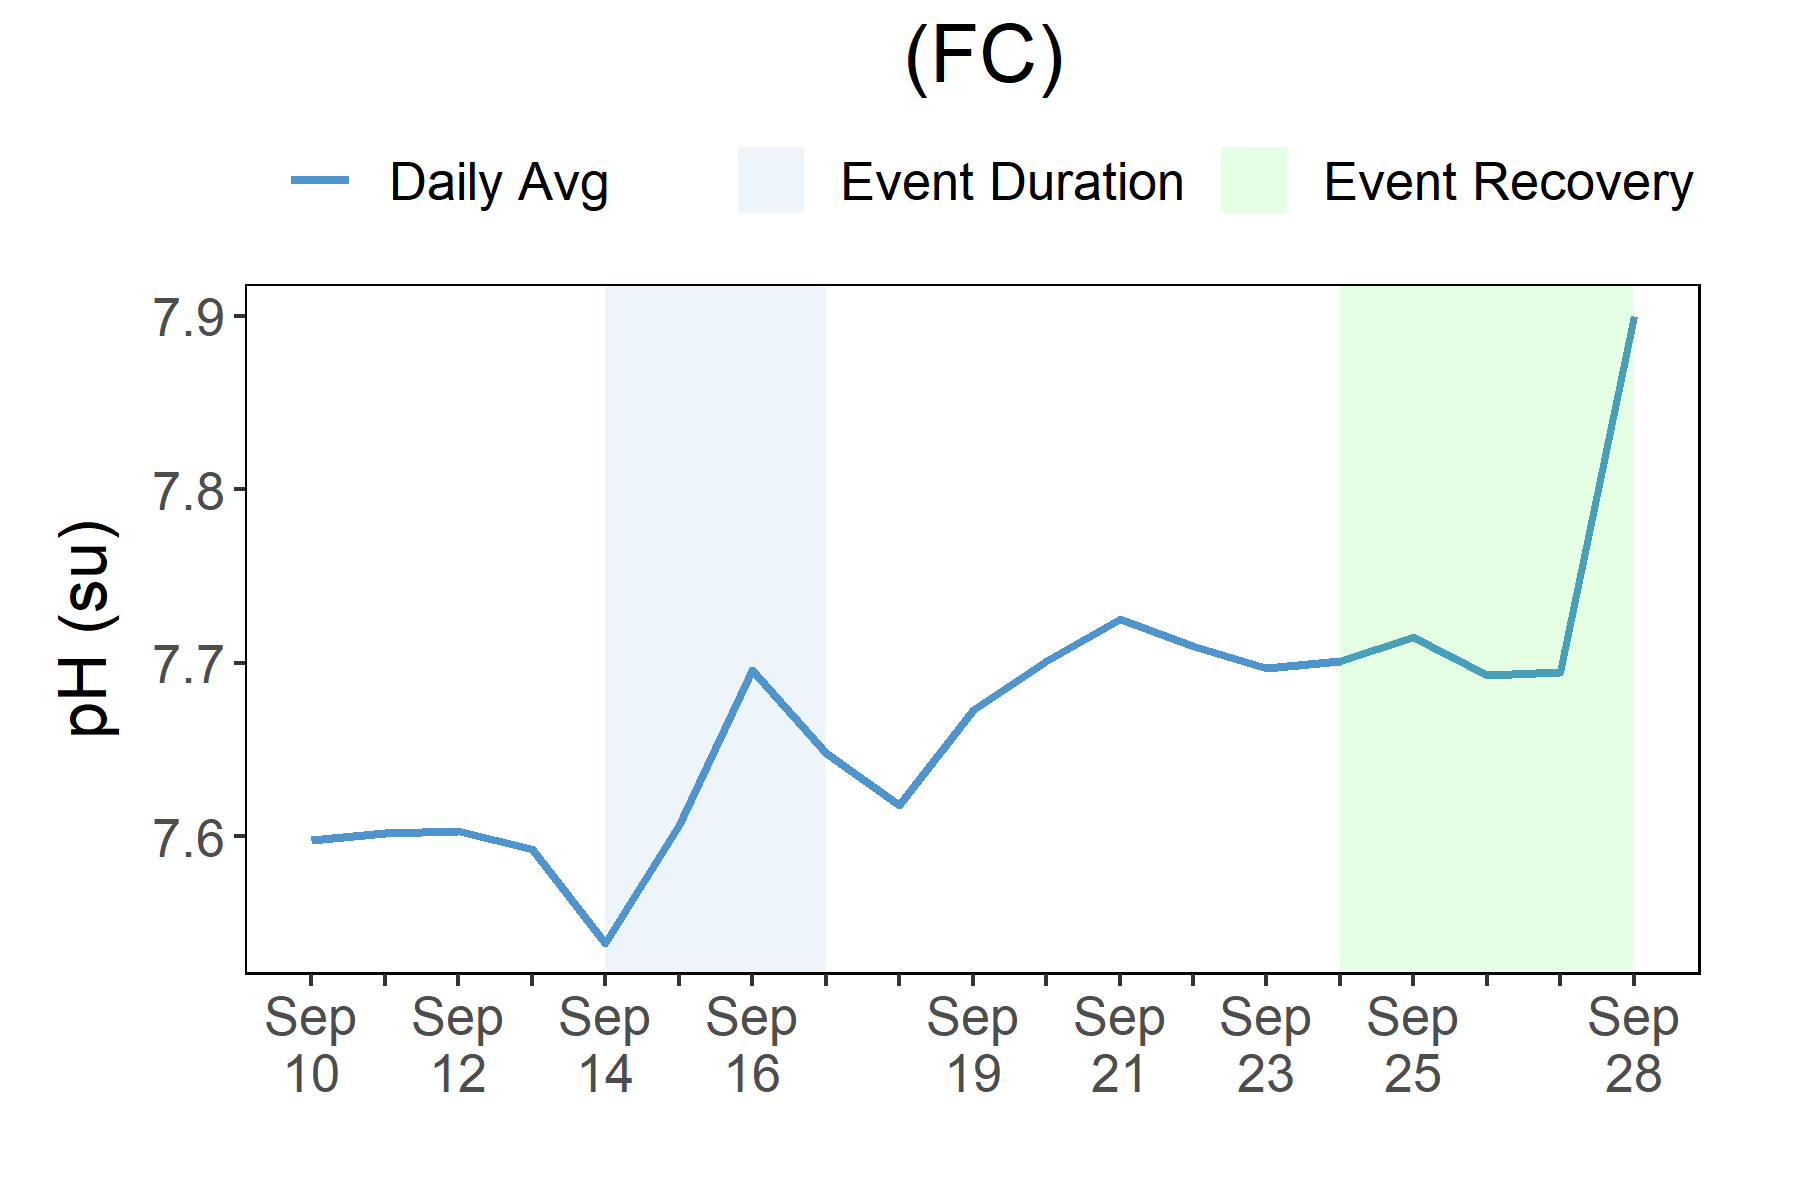 (FC)
Daily Avg Event Duration Event Recovery
7.9
7.8
7.7
7.6
pH (su)
Sep Sep Sep Sep Sep Sep Sep Sep Sep
10 12 14 16 19 21 23 25 28